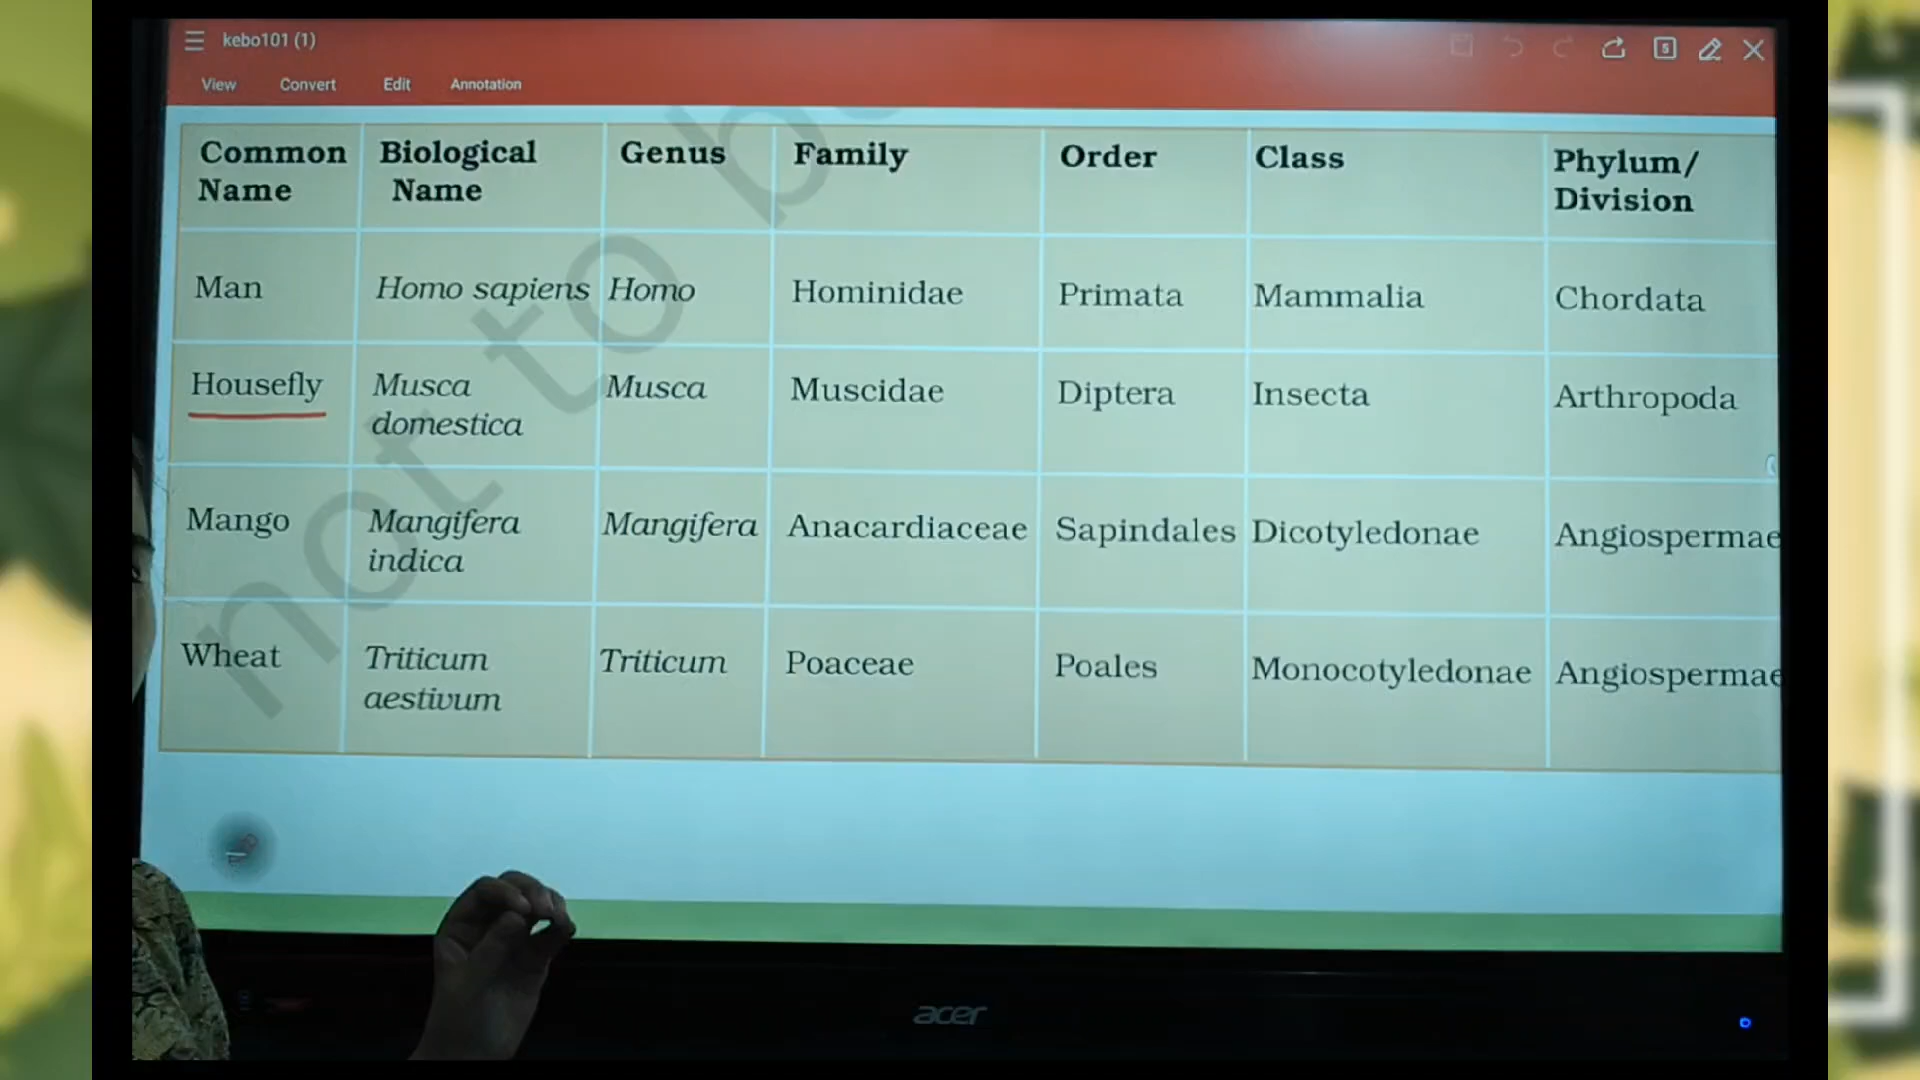 kebo101 (1)
View Convert Edit Annotation
Common Name Biological Name Genus Family Order Class Phylum/ Division
Man Homo sapiens Homo Hominidae Primata Mammalia Chordata
Housefly Musca domestica Musca Muscidae Diptera Insecta Arthropoda
Mango Mangifera indica Mangifera Anacardiaceae Sapindales Dicotyledonae Angiospermae
Wheat Triticum aestivum Triticum Poaceae Poales Monocotyledonae Angiospermae
not to b
acer